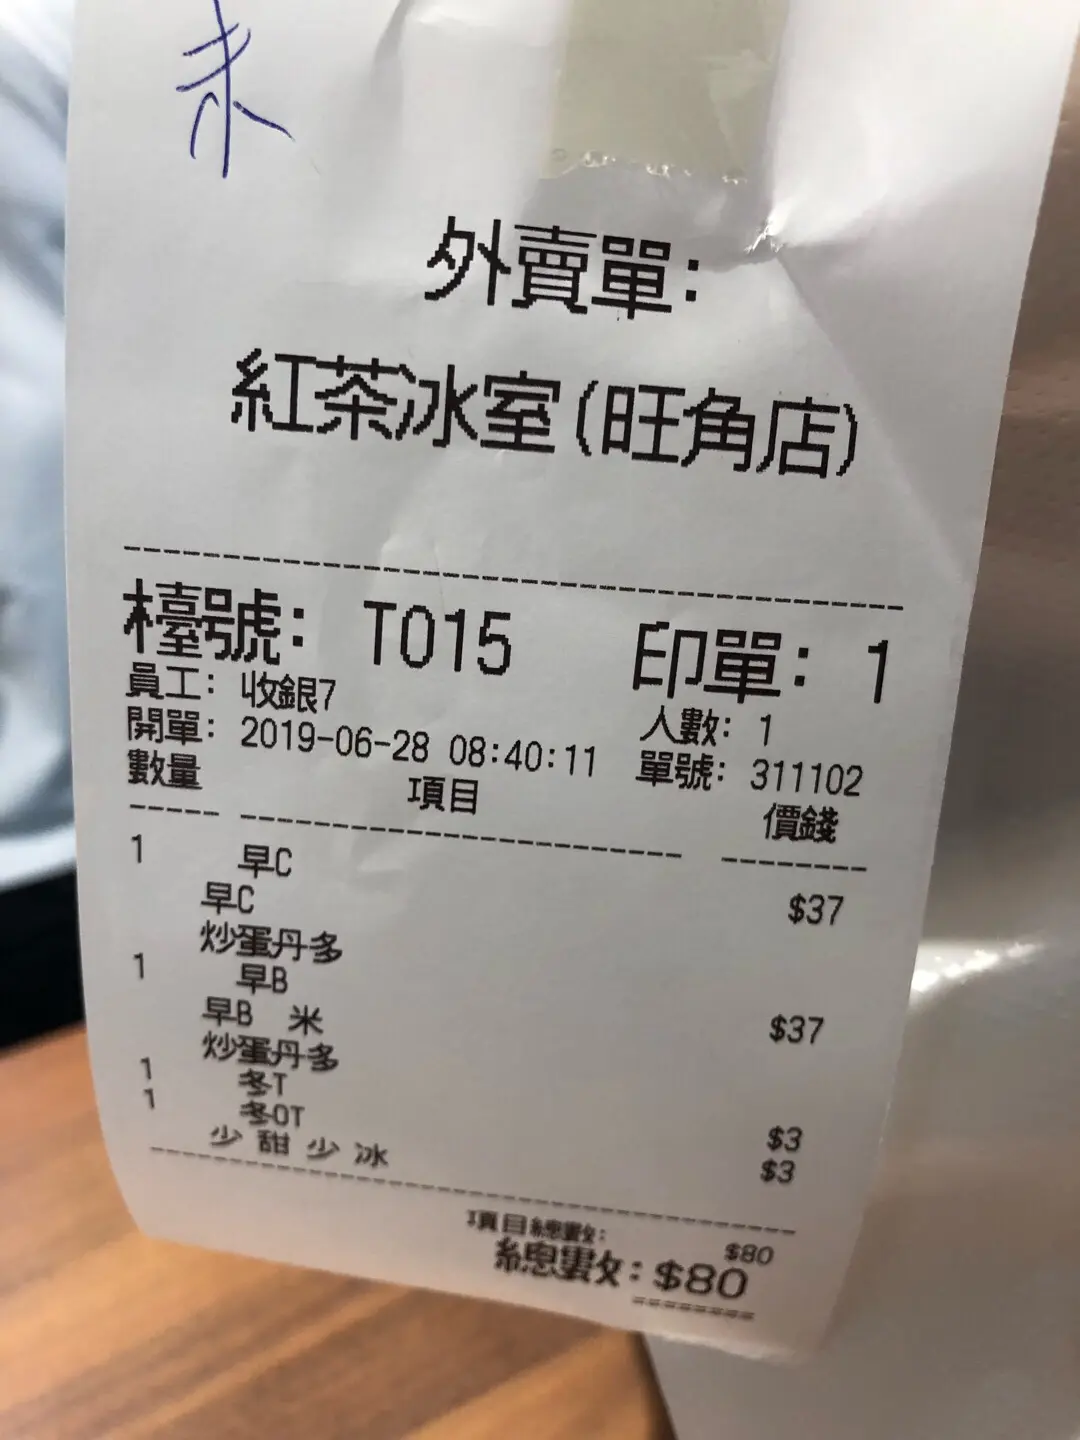 未
外賣單:
紅茶冰室(旺角店)
檯號: T015 印單: 1
員工: 收銀7 人數: 1
開單: 2019-06-28 08:40:11 單號: 311102
數量 項目 價錢
1 早C $37
早C
炒蛋丹多
1 早B $37
早B 米
炒蛋丹多
1 冬T $3
1 冬OT $3
少 甜 少 冰
項目總數: $80
總數: $80